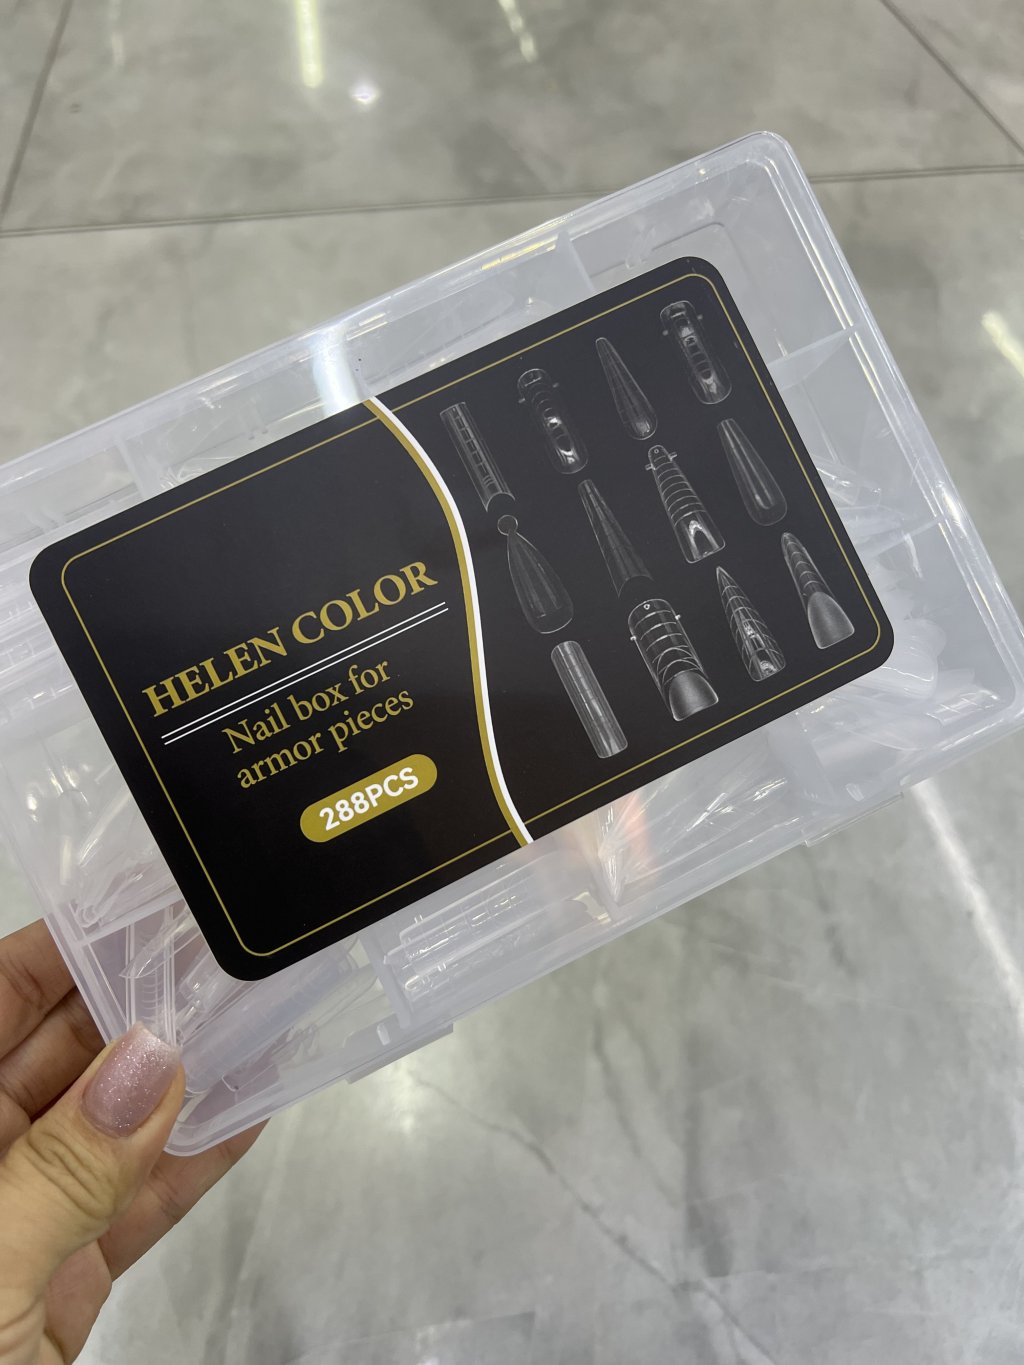 HELEN COLOR
Nail box for
armor pieces
288PCS